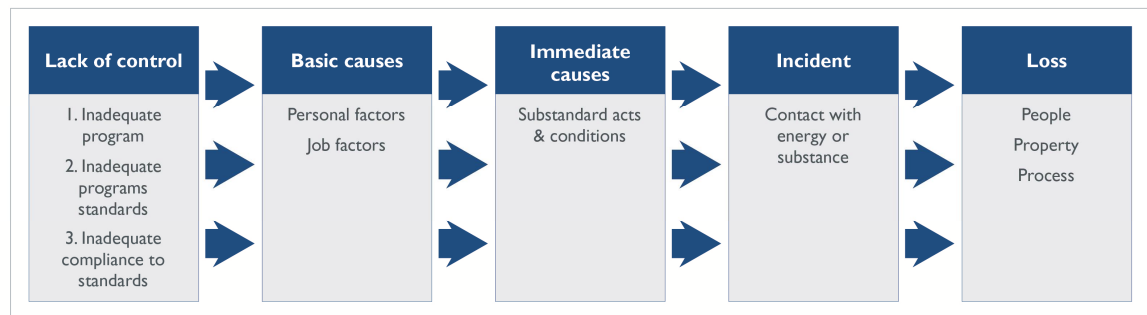 Lack of control
1. Inadequate
program
2. Inadequate
programs
standards
3. Inadequate
compliance to
standards
Basic causes
Personal factors
Job factors
Immediate
causes
Substandard acts
& conditions
Incident
Contact with
energy or
substance
Loss
People
Property
Process